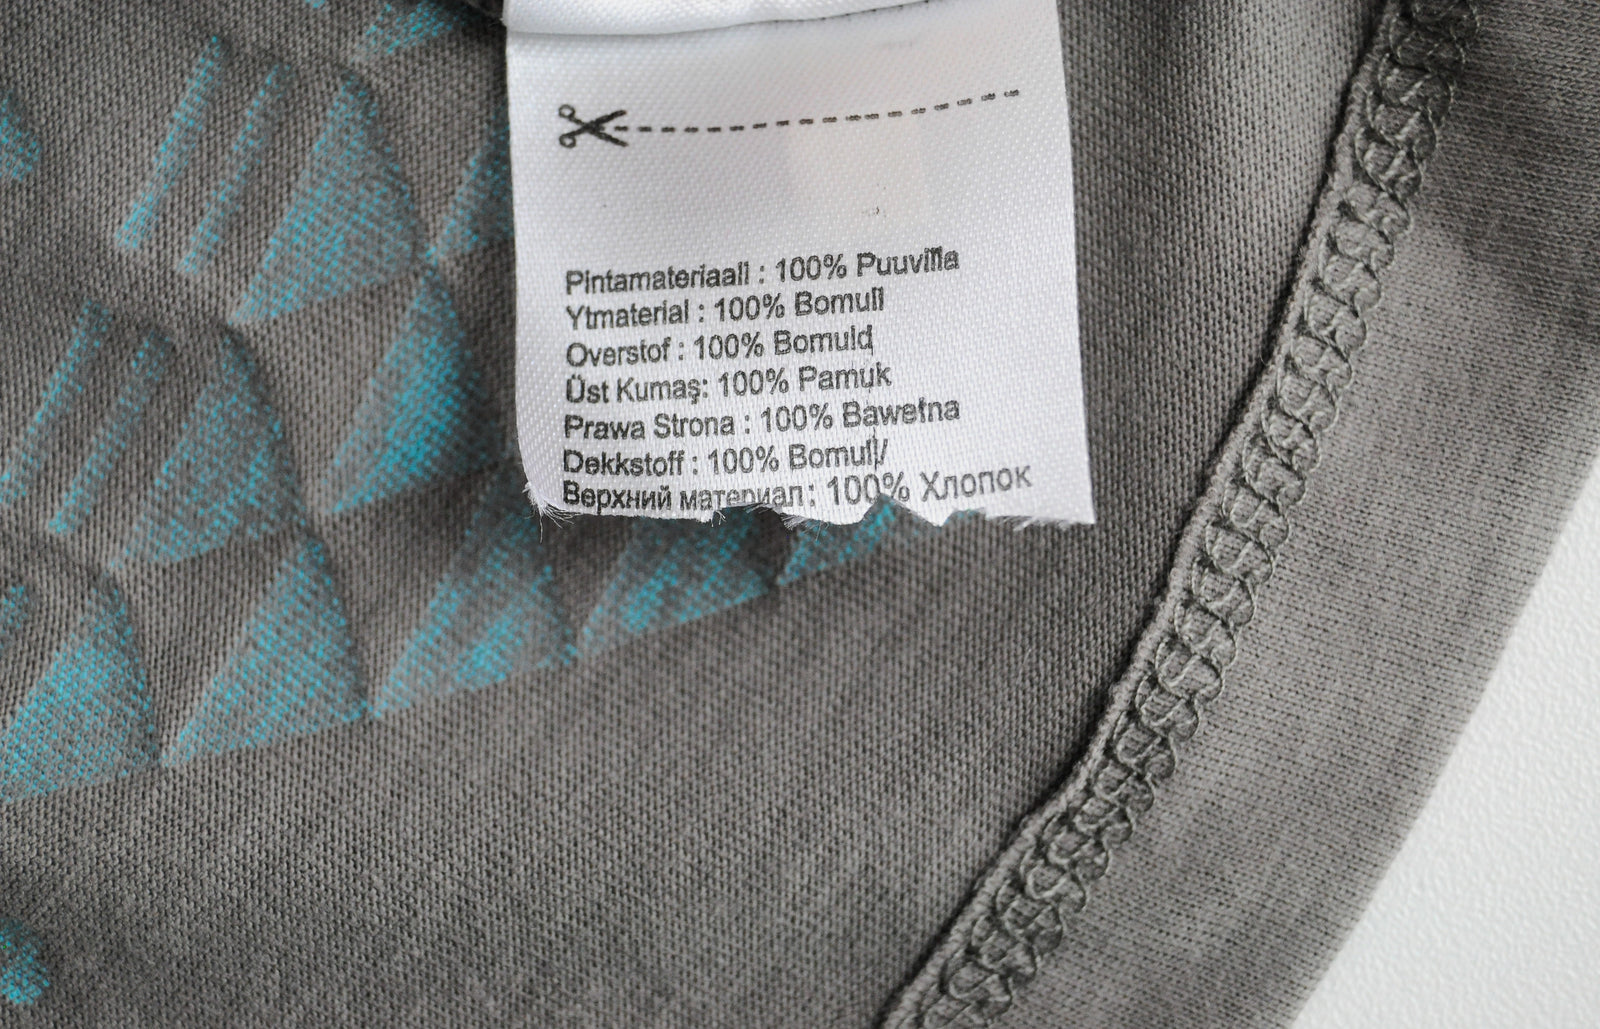 Pintamateriaali : 100% Puuvilla
Ytmaterial : 100% Bomull
Overstof : 100% Bomuld
Üst Kumaş: 100% Pamuk
Prawa Strona : 100% Bawełna
Dekkstoff : 100% Bomull/
Верхний материал: 100% Хлопок